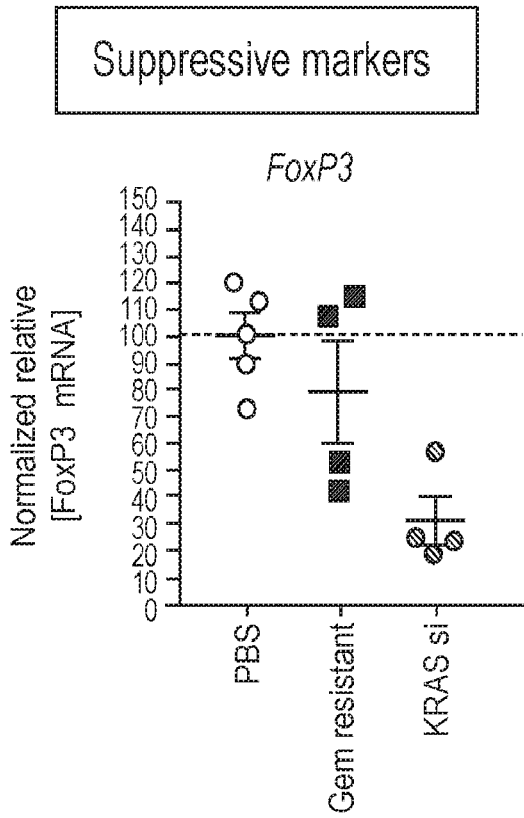 Suppressive markers
FoxP3
Normalized relative
[FoxP3 mRNA]
150
140
130
120
110
100
90
80
70
60
50
40
30
20
10
0
PBS
Gem resistant
KRAS si